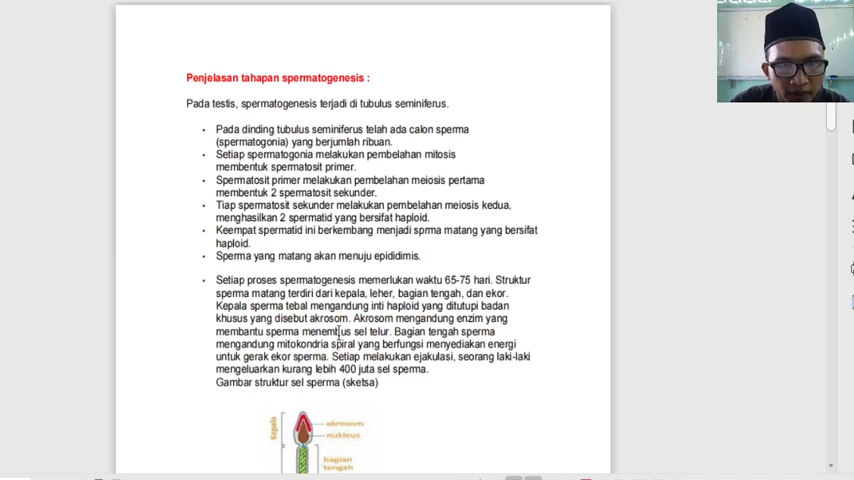 Penjelasan tahapan spermatogenesis :
Pada testis, spermatogenesis terjadi di tubulus seminiferus.
• Pada dinding tubulus seminiferus telah ada calon sperma
(spermatogonia) yang berjumlah ribuan.
• Setiap spermatogonia melakukan pembelahan mitosis
membentuk spermatosit primer.
• Spermatosit primer melakukan pembelahan meiosis pertama
membentuk 2 spermatosit sekunder.
• Tiap spermatosit sekunder melakukan pembelahan meiosis kedua,
menghasilkan 2 spermatid yang bersifat haploid.
• Keempat spermatid ini berkembang menjadi sprma matang yang bersifat
haploid.
• Sperma yang matang akan menuju epididimis.
• Setiap proses spermatogenesis memerlukan waktu 65-75 hari. Struktur
sperma matang terdiri dari kepala, leher, bagian tengah, dan ekor.
Kepala sperma tebal mengandung inti haploid yang ditutupi badan
khusus yang disebut akrosom. Akrosom mengandung enzim yang
membantu sperma menembus sel telur. Bagian tengah sperma
mengandung mitokondria spiral yang berfungsi menyediakan energi
untuk gerak ekor sperma. Setiap melakukan ejakulasi, seorang laki-laki
mengeluarkan kurang lebih 400 juta sel sperma.
Gambar struktur sel sperma (sketsa)
Kepala
akrosom
nukleus
bagian
tengah